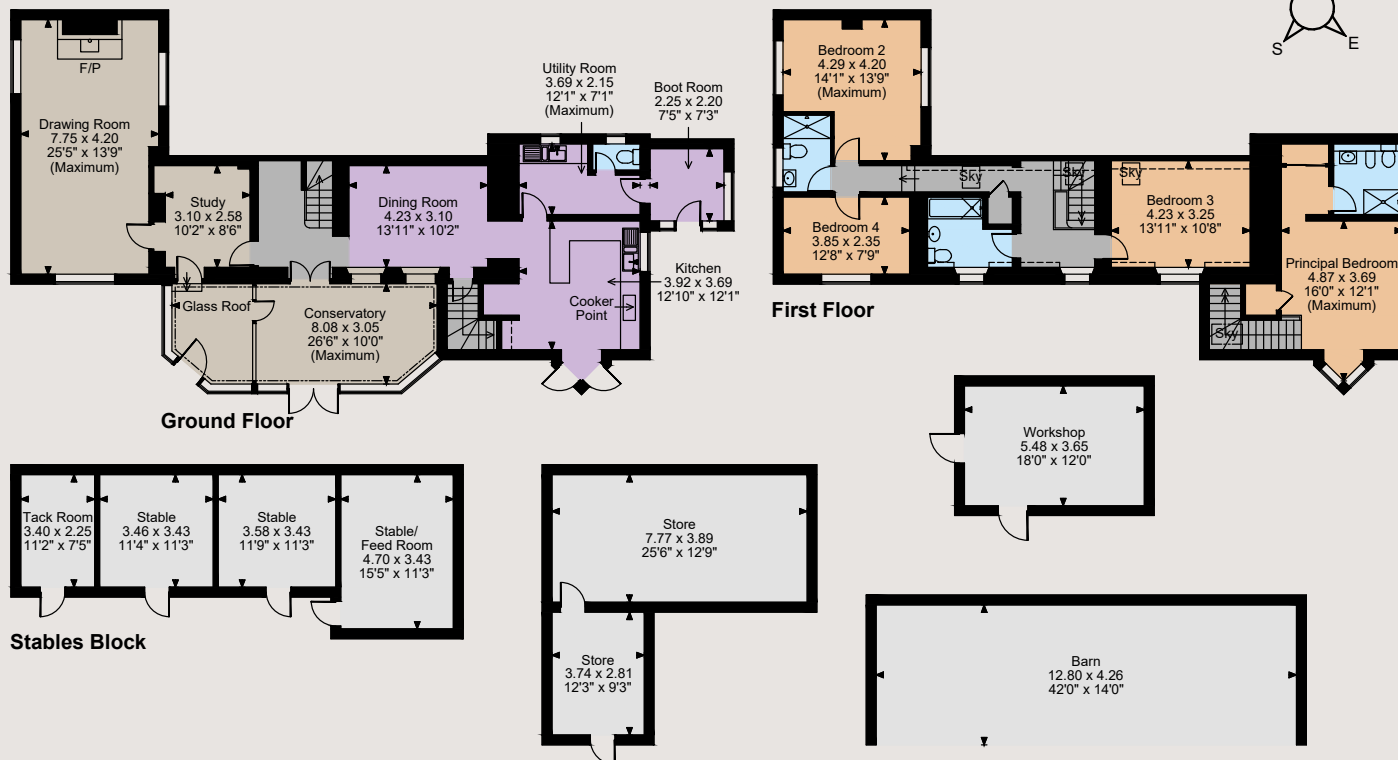 F/P
Drawing Room
7.75 x 4.20
25'5" x 13'9"
(Maximum)
Study
3.10 x 2.58
10'2" x 8'6"
Utility Room
3.69 x 2.15
12'1" x 7'1"
(Maximum)
Boot Room
2.25 x 2.20
7'5" x 7'3"
Dining Room
4.23 x 3.10
13'11" x 10'2"
Kitchen
3.92 x 3.69
12'10" x 12'1"
Cooker
Point
Glass Roof
Conservatory
8.08 x 3.05
26'6" x 10'0"
(Maximum)
Ground Floor
Bedroom 2
4.29 x 4.20
14'1" x 13'9"
(Maximum)
Sky
Sky
Sky
Bedroom 3
4.23 x 3.25
13'11" x 10'8"
Bedroom 4
3.85 x 2.35
12'8" x 7'9"
Principal Bedroom
4.87 x 3.69
16'0" x 12'1"
(Maximum)
Sky
First Floor
S
E
Tack Room
3.40 x 2.25
11'2" x 7'5"
Stable
3.46 x 3.43
11'4" x 11'3"
Stable
3.58 x 3.43
11'9" x 11'3"
Stable/
Feed Room
4.70 x 3.43
15'5" x 11'3"
Stables Block
Store
7.77 x 3.89
25'6" x 12'9"
Store
3.74 x 2.81
12'3" x 9'3"
Workshop
5.48 x 3.65
18'0" x 12'0"
Barn
12.80 x 4.26
42'0" x 14'0"